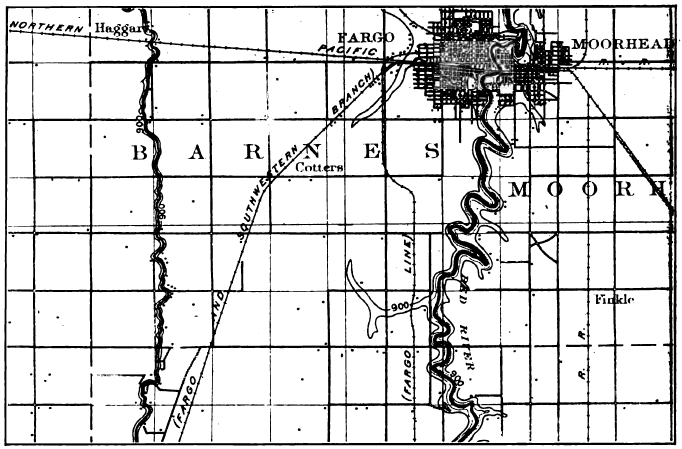 NORTHERN
Haggart
FARGO
PACIFIC
MOORHEAD
BRANCH)
900
B A R N E S
Cotters
SOUTHWESTERN
M O O R H
900
LINE)
RED RIVER
Finkle
900
AND
R. R.
(FARGO
900
(FARGO